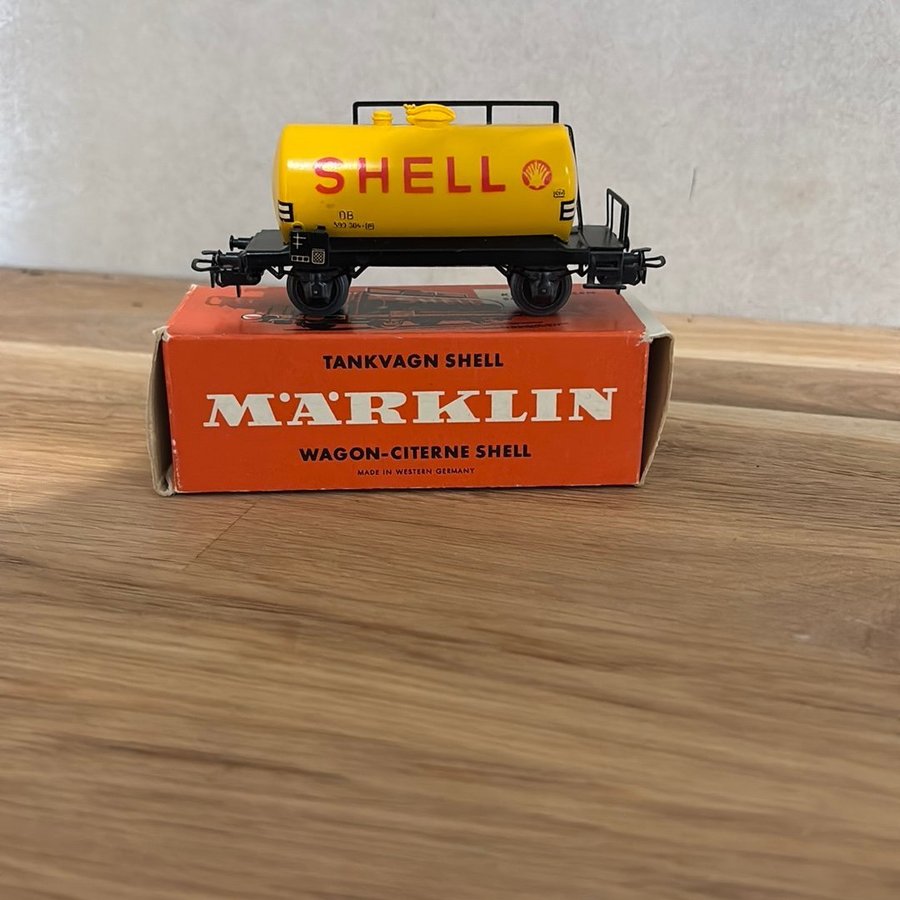 SHELL
DB
TANKVAGN SHELL
MÄRKLIN
WAGON-CITERNE SHELL
MADE IN WESTERN GERMANY